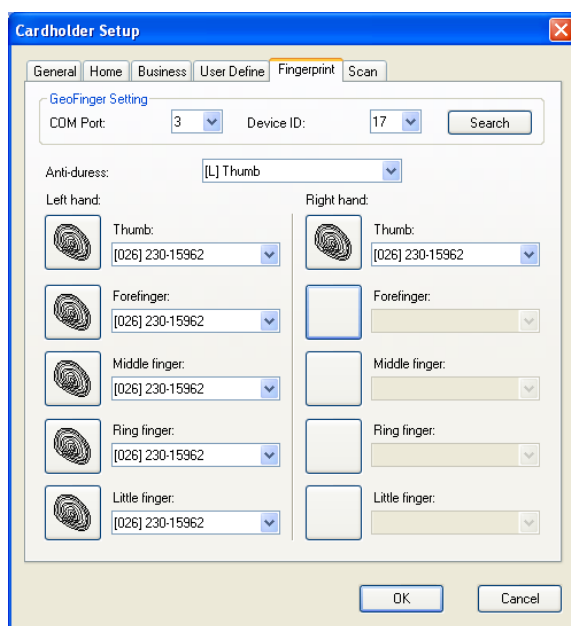 Cardholder Setup
General Home Business User Define Fingerprint Scan
GeoFinger Setting
COM Port: 3 Device ID: 17 Search
Anti-duress: [L] Thumb
Left hand: Right hand:
Thumb: Thumb:
[026] 230-15962 [026] 230-15962
Forefinger: Forefinger:
[026] 230-15962
Middle finger: Middle finger:
[026] 230-15962
Ring finger: Ring finger:
[026] 230-15962
Little finger: Little finger:
[026] 230-15962
OK Cancel